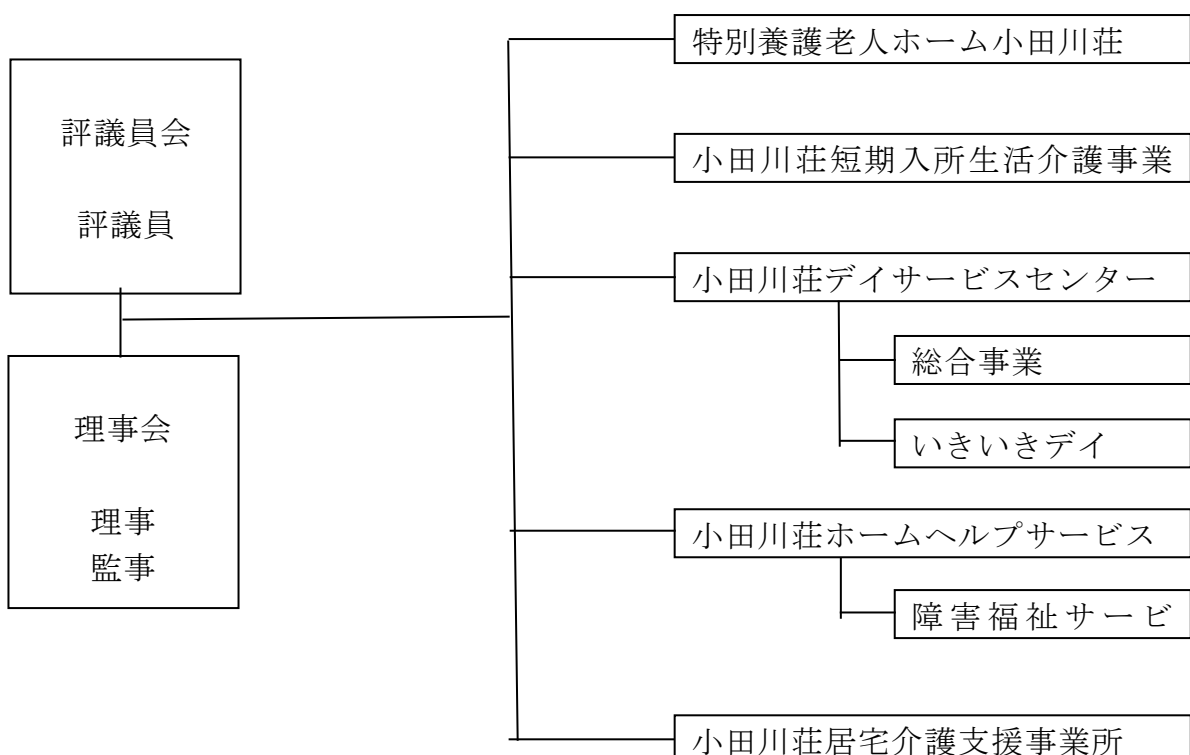 評議員会
評議員
理事会
理事
監事
特別養護老人ホーム小田川荘
小田川荘短期入所生活介護事業
小田川荘デイサービスセンター
総合事業
いきいきデイ
小田川荘ホームヘルプサービス
障害福祉サービ
小田川荘居宅介護支援事業所